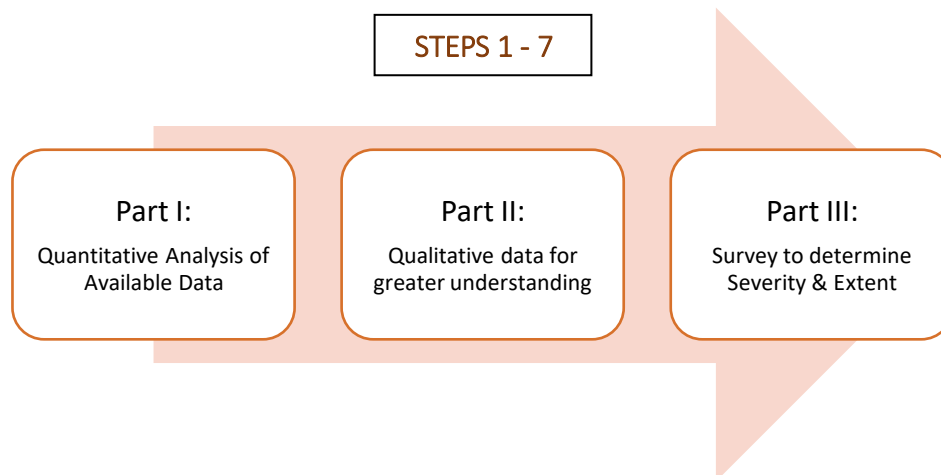 STEPS 1 - 7
Part I:
Quantitative Analysis of
Available Data
Part II:
Qualitative data for
greater understanding
Part III:
Survey to determine
Severity & Extent